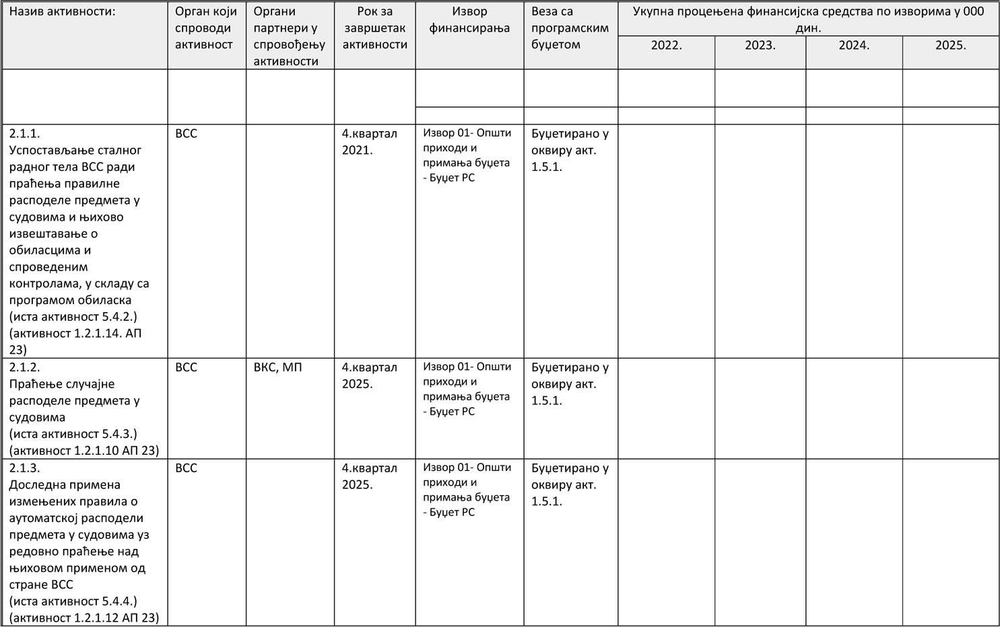 Назив активности:
Орган који
спроводи
активност
Органи
партнери у
спровођењу
активности
Рок за
завршетак
активности
Извор
финансирања
Веза са
програмским
буџетом
Укупна процењена финансијска средства по изворима у 000
дин.
2022.
2023.
2024.
2025.
2.1.1.
Успостављање сталног
радног тела ВСС ради
праћења правилне
расподеле предмета у
судовима и њихово
извештавање о
обиласцима и
спроведеним
контролама, у складу са
програмом обиласка
(иста активност 5.4.2.)
(активност 1.2.1.14. АП
23)
ВСС
4.квартал
2021.
Извор 01- Општи
приходи и
примања буџета
- Буџет РС
Буџетирано у
оквиру акт.
1.5.1.
2.1.2.
Праћење случајне
расподеле предмета у
судовима
(иста активност 5.4.3.)
(активност 1.2.1.10 АП 23)
ВСС
ВКС, МП
4.квартал
2025.
Извор 01- Општи
приходи и
примања буџета
- Буџет РС
Буџетирано у
оквиру акт.
1.5.1.
2.1.3.
Доследна примена
измењених правила о
аутоматској расподели
предмета у судовима уз
редовно праћење над
њиховом применом од
стране ВСС
(иста активност 5.4.4.)
(активност 1.2.1.12 АП 23)
ВСС
4.квартал
2025.
Извор 01- Општи
приходи и
примања буџета
- Буџет РС
Буџетирано у
оквиру акт.
1.5.1.